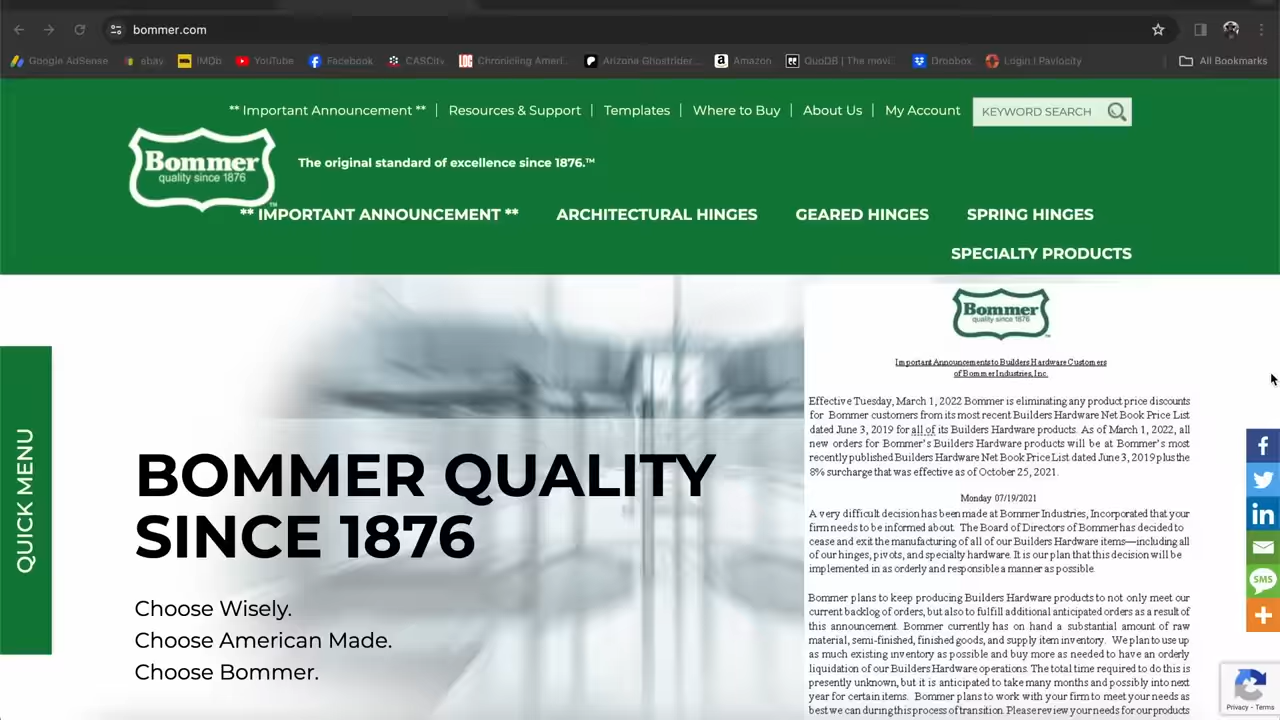 bommer.com
Google AdSense
ebay
IMDb
YouTube
Facebook
CASCity
LOC Chronicling Ameri...
Arizona Ghostrider...
Amazon
QuoDB | The movi...
Dropbox
Login | Paylocity
All Bookmarks
** Important Announcement ** | Resources & Support | Templates | Where to Buy | About Us | My Account
KEYWORD SEARCH
Bommer
quality since 1876
TM
The original standard of excellence since 1876.™
** IMPORTANT ANNOUNCEMENT ** ARCHITECTURAL HINGES GEARED HINGES SPRING HINGES
SPECIALTY PRODUCTS
QUICK MENU
BOMMER QUALITY
SINCE 1876
Choose Wisely.
Choose American Made.
Choose Bommer.
Bommer
quality since 1876
Important Announcements to Builders Hardware Customers
of Bommer Industries, Inc.
Effective Tuesday, March 1, 2022 Bommer is eliminating any product price discounts
for Bommer customers from its most recent Builders Hardware Net Book Price List
dated June 3, 2019 for all of its Builders Hardware products. As of March 1, 2022, all
new orders for Bommer's Builders Hardware products will be at Bommer's most
recently published Builders Hardware Net Book Price List dated June 3, 2019 plus the
8% surcharge that was effective as of October 25, 2021.
Monday 07/19/2021
A very difficult decision has been made at Bommer Industries, Incorporated that your
firm needs to be informed about. The Board of Directors of Bommer has decided to
cease and exit the manufacturing of all of our Builders Hardware items—including all
of our hinges, pivots, and specialty hardware. It is our plan that this decision will be
implemented in as orderly and responsible a manner as possible.
Bommer plans to keep producing Builders Hardware products to not only meet our
current backlog of orders, but also to fulfill additional anticipated orders as a result of
this announcement. Bommer currently has on hand a substantial amount of raw
material, semi-finished, finished goods, and supply item inventory. We plan to use up
as much existing inventory as possible and buy more as needed to have an orderly
liquidation of our Builders Hardware operations. The total time required to do this is
presently unknown, but it is anticipated to take many months and possibly into next
year for certain items. Bommer plans to work with your firm to meet your needs as
best we can during this process of transition. Please review your needs for our products
SMS
Privacy - Terms